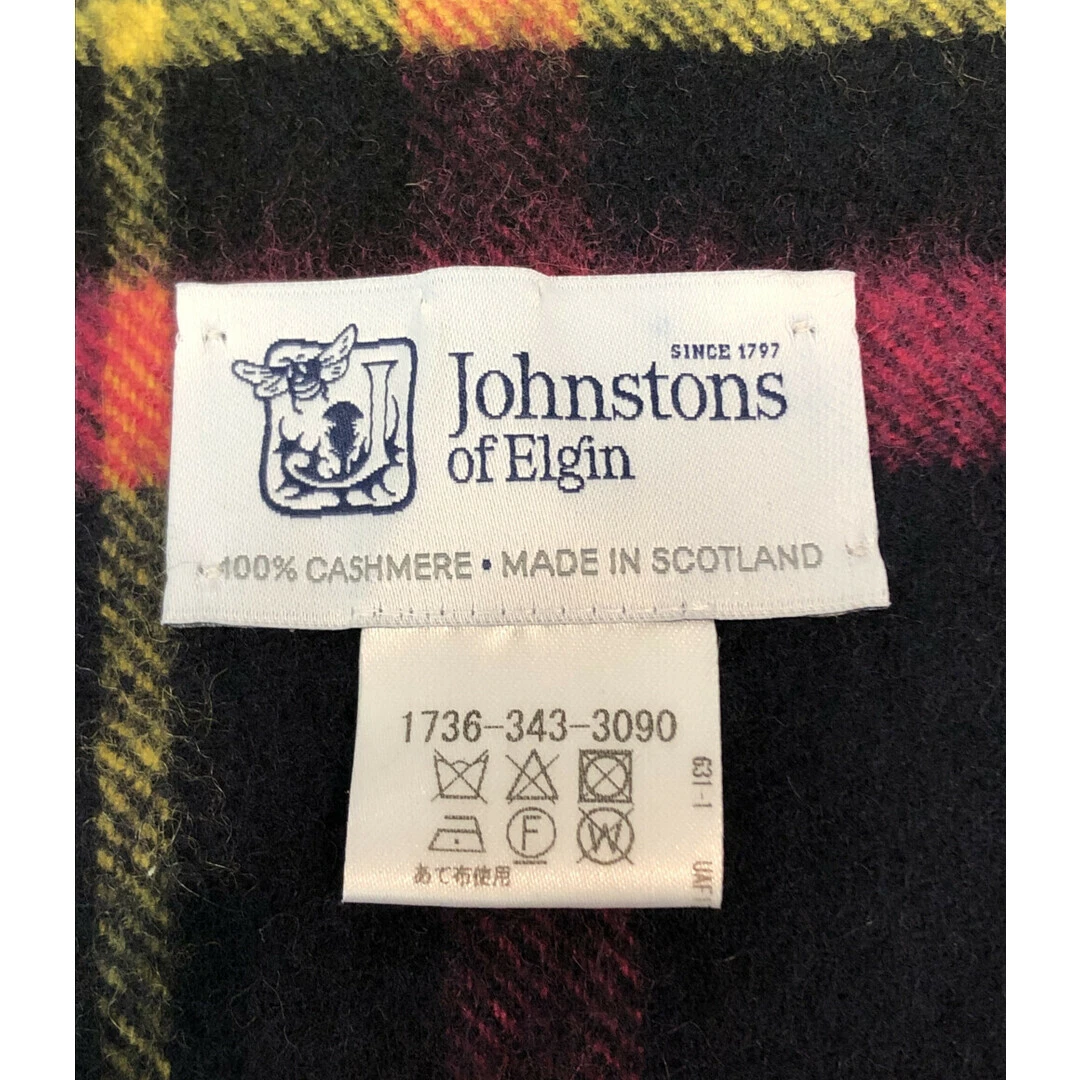 SINCE 1797
Johnstons
of Elgin
100% CASHMERE • MADE IN SCOTLAND
1736-343-3090
631-1
F
W
あて布使用